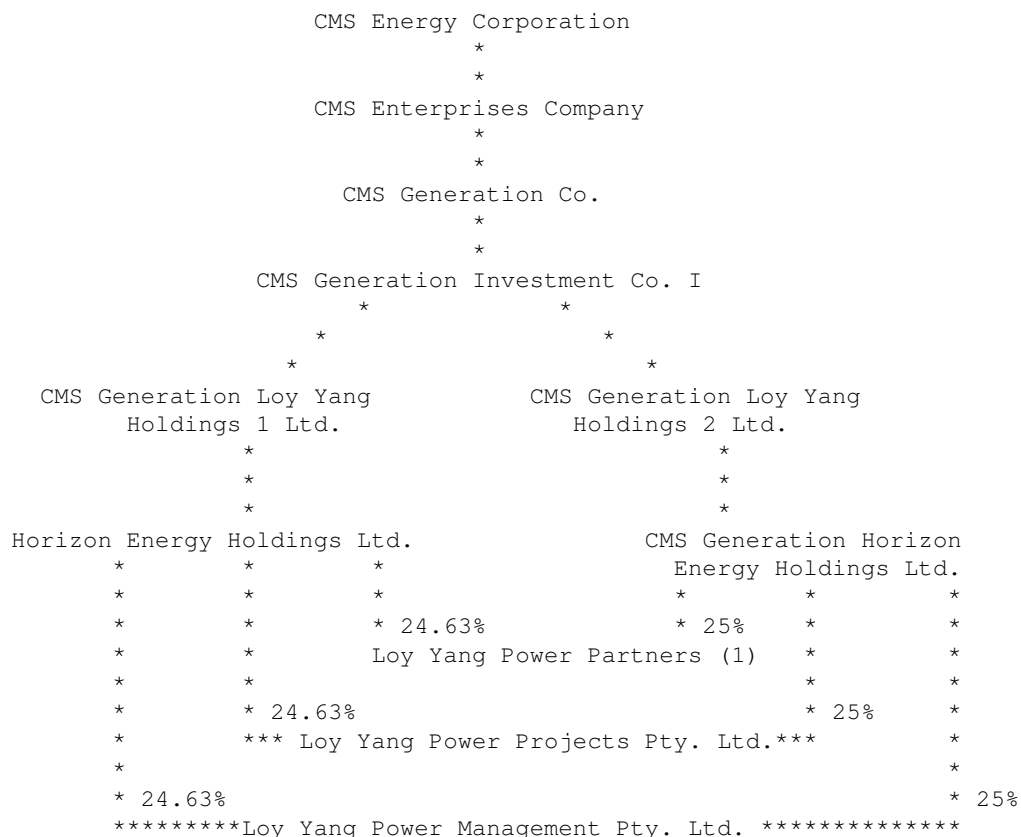 CMS Energy Corporation
*
*
CMS Enterprises Company
*
*
CMS Generation Co.
*
*
CMS Generation Investment Co. I
* *
* *
* *
CMS Generation Loy Yang CMS Generation Loy Yang
Holdings 1 Ltd. Holdings 2 Ltd.
* *
* *
* *
Horizon Energy Holdings Ltd. CMS Generation Horizon
* * * Energy Holdings Ltd.
* * * * * *
* * * 24.63% * 25% * *
* * Loy Yang Power Partners (1) * *
* * * *
* * 24.63% * 25% *
* *** Loy Yang Power Projects Pty. Ltd.*** *
* *
* 24.63% * 25%
*********Loy Yang Power Management Pty. Ltd. **************